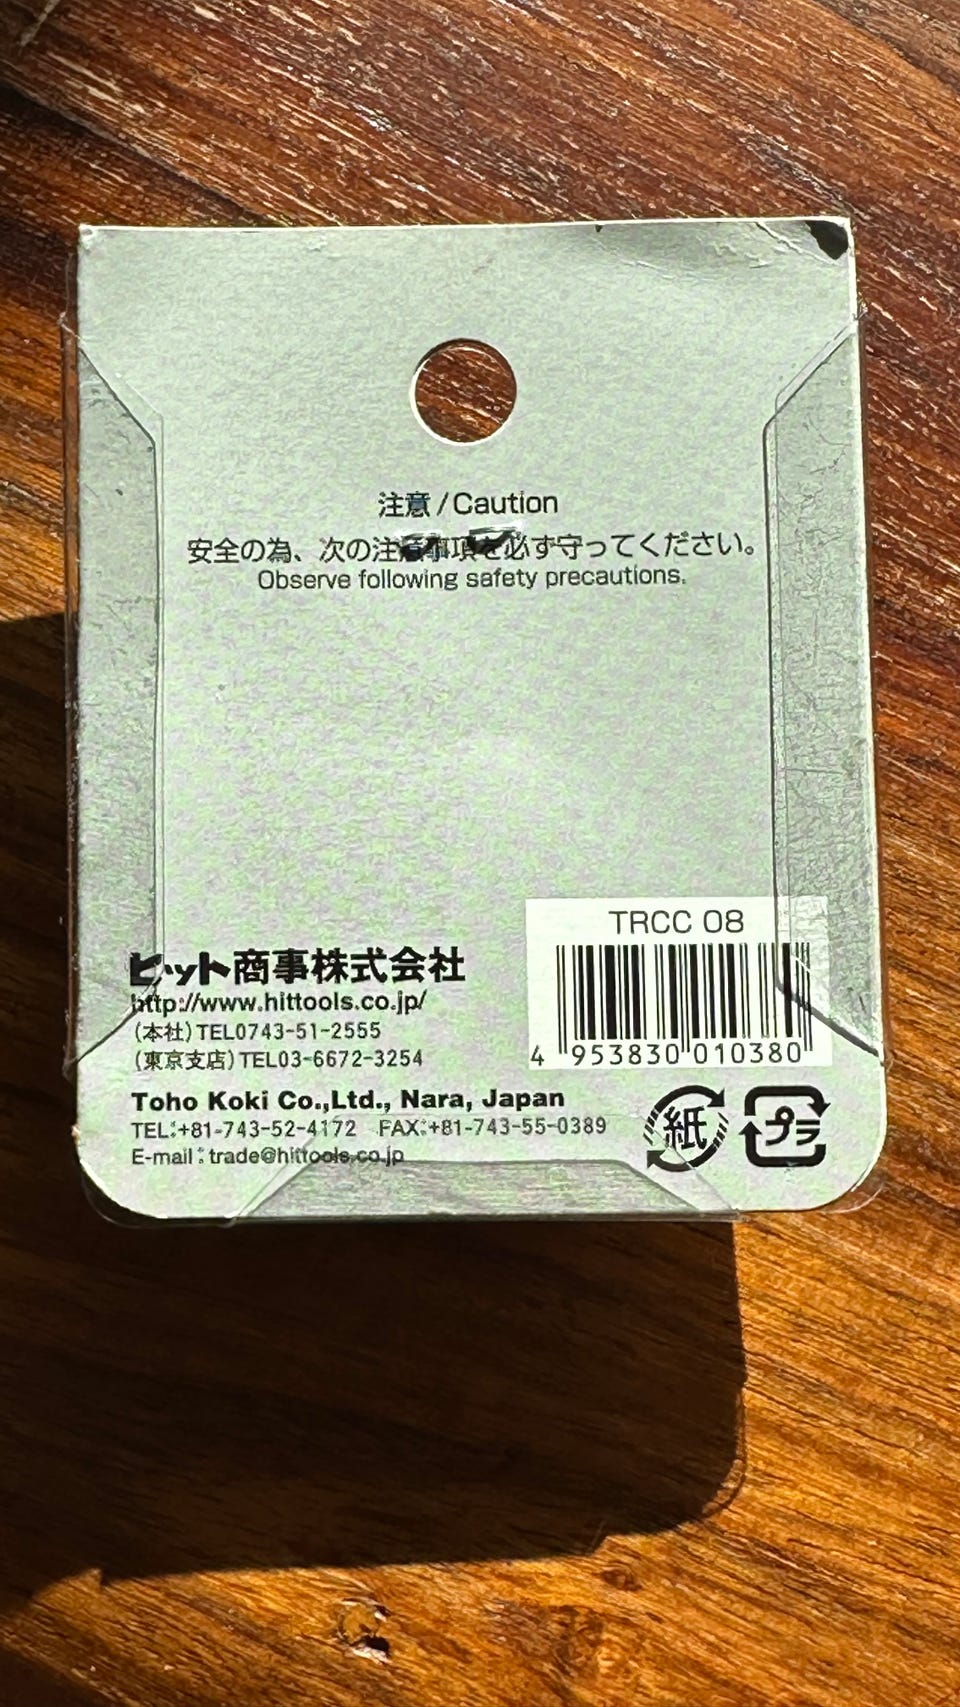 注意 / Caution
安全の為、次の注意事項を必ず守ってください。
Observe following safety precautions.
TRCC 08
4 953830 010380
ヒット商事株式会社
http://www.hittools.co.jp/
(本社)TEL0743-51-2555
(東京支店)TEL03-6672-3254
Toho Koki Co.,Ltd., Nara, Japan
TEL:+81-743-52-4172 FAX:+81-743-55-0389
E-mail:trade@hittools.co.jp
紙
プラ